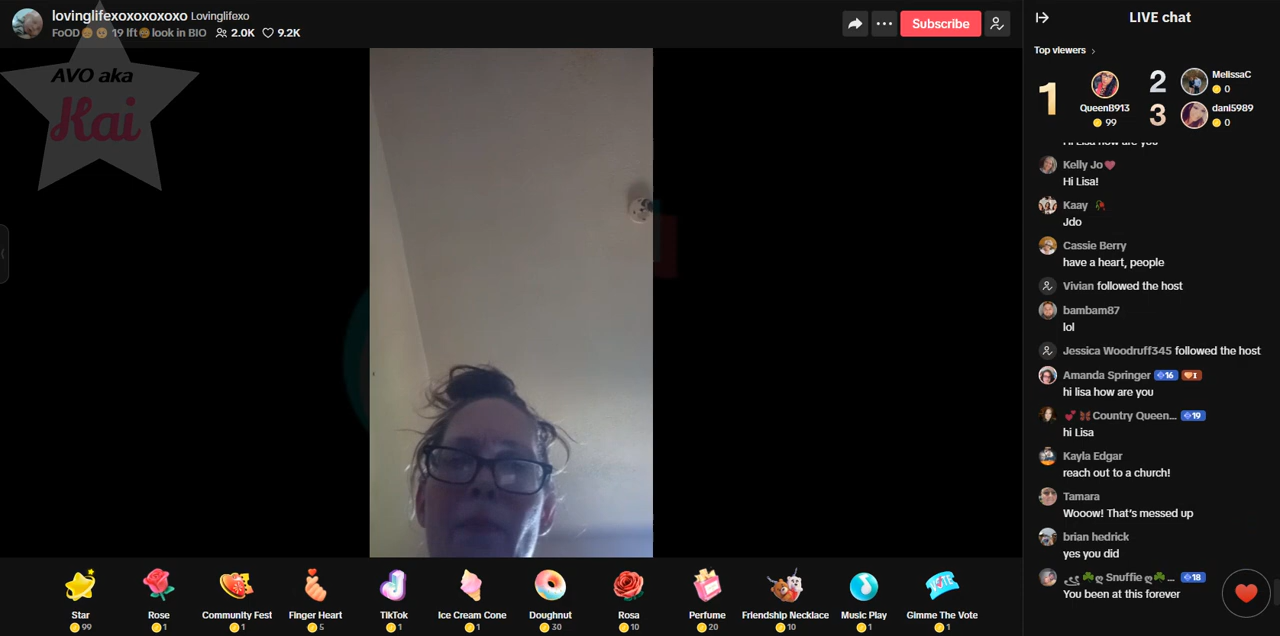 lovinglifexoxoxoxoxo Lovinglifexo
FoOD 19 lft look in BIO 2.0K 9.2K
Subscribe
AVO aka
Kai
LIVE chat
Top viewers
1
QueenB913
99
2
MelissaC
0
3
dani5989
0
Hi Lisa how are you
Kelly Jo
Hi Lisa!
Kaay
Jdo
Cassie Berry
have a heart, people
Vivian followed the host
bambam87
lol
Jessica Woodruff345 followed the host
Amanda Springer 16 I
hi lisa how are you
Country Queen... 19
hi Lisa
Kayla Edgar
reach out to a church!
Tamara
Wooow! That's messed up
brian hedrick
yes you did
Snuffie ... 18
You been at this forever
Star
99
Rose
1
Community Fest
1
Finger Heart
5
TikTok
1
Ice Cream Cone
1
Doughnut
30
Rosa
10
Perfume
20
Friendship Necklace
10
Music Play
1
Gimme The Vote
1